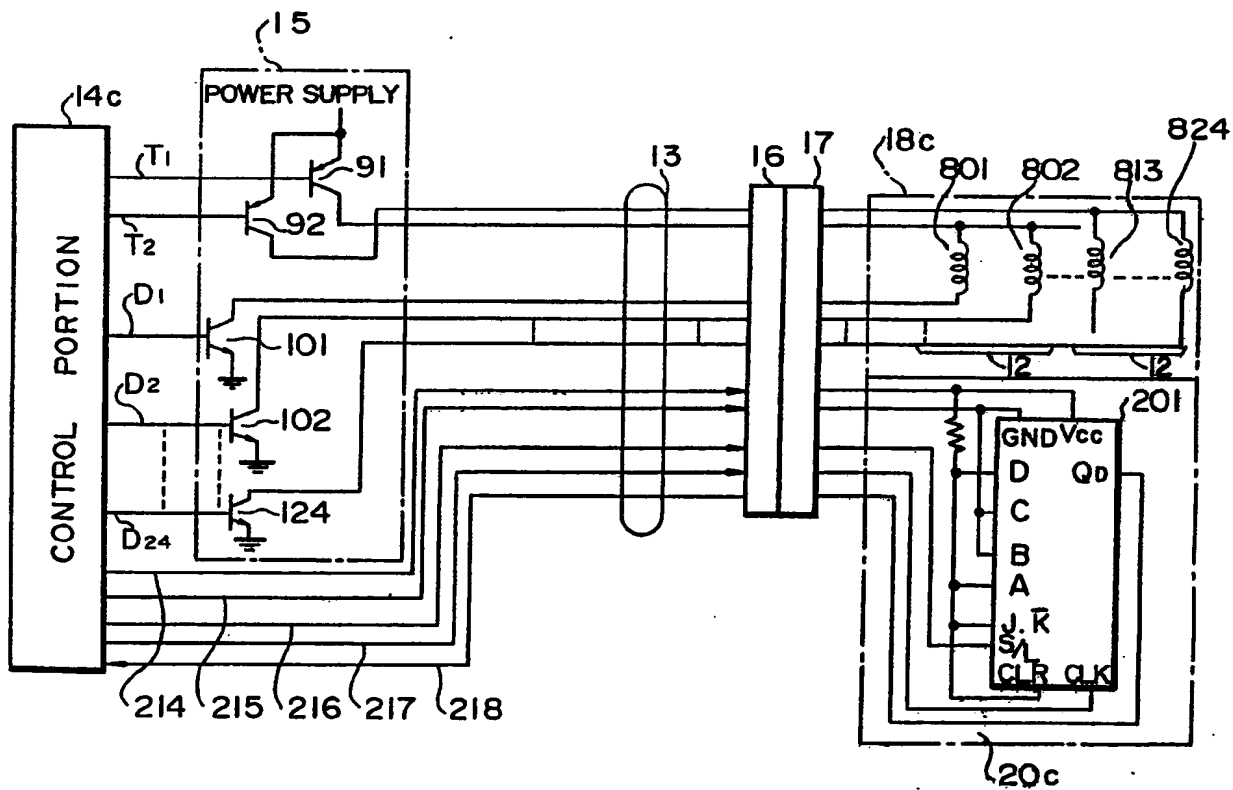 15
14c
POWER SUPPLY
T1
91
T2
92
13
16
17
18c
801
802
813
824
D1
101
D2
102
D24
124
CONTROL PORTION
12
12
201
GND
Vcc
D
QD
C
B
A
J.K̅
S/L
CLR
CLK
214
215
216
217
218
20c